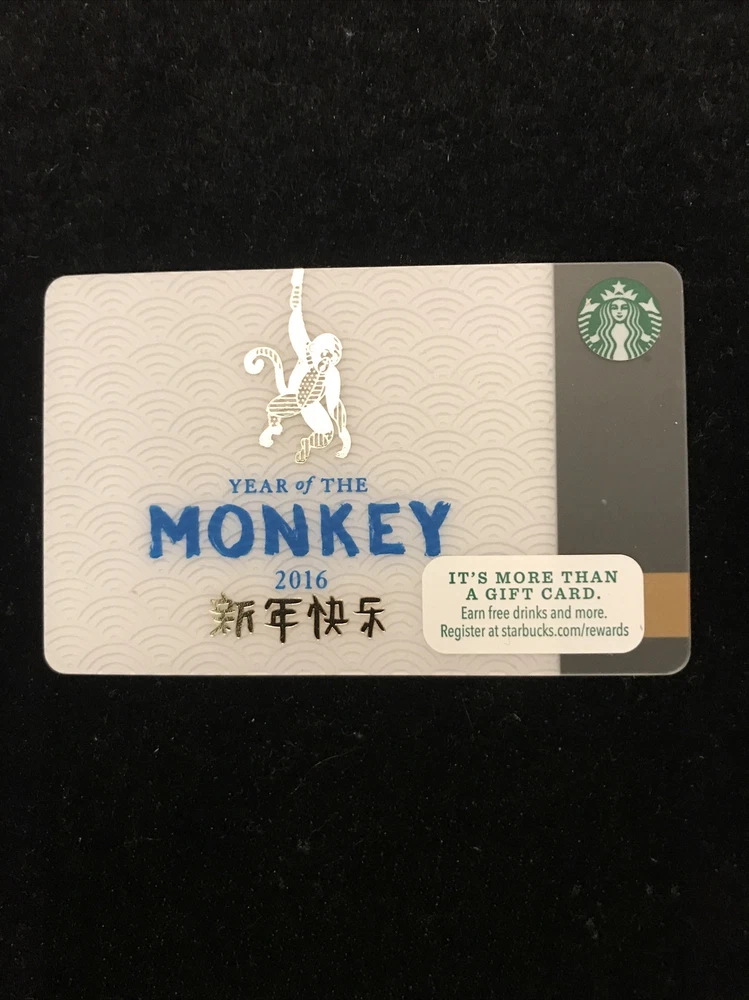 YEAR of THE
MONKEY
2016
新年快乐
IT'S MORE THAN
A GIFT CARD.
Earn free drinks and more.
Register at starbucks.com/rewards